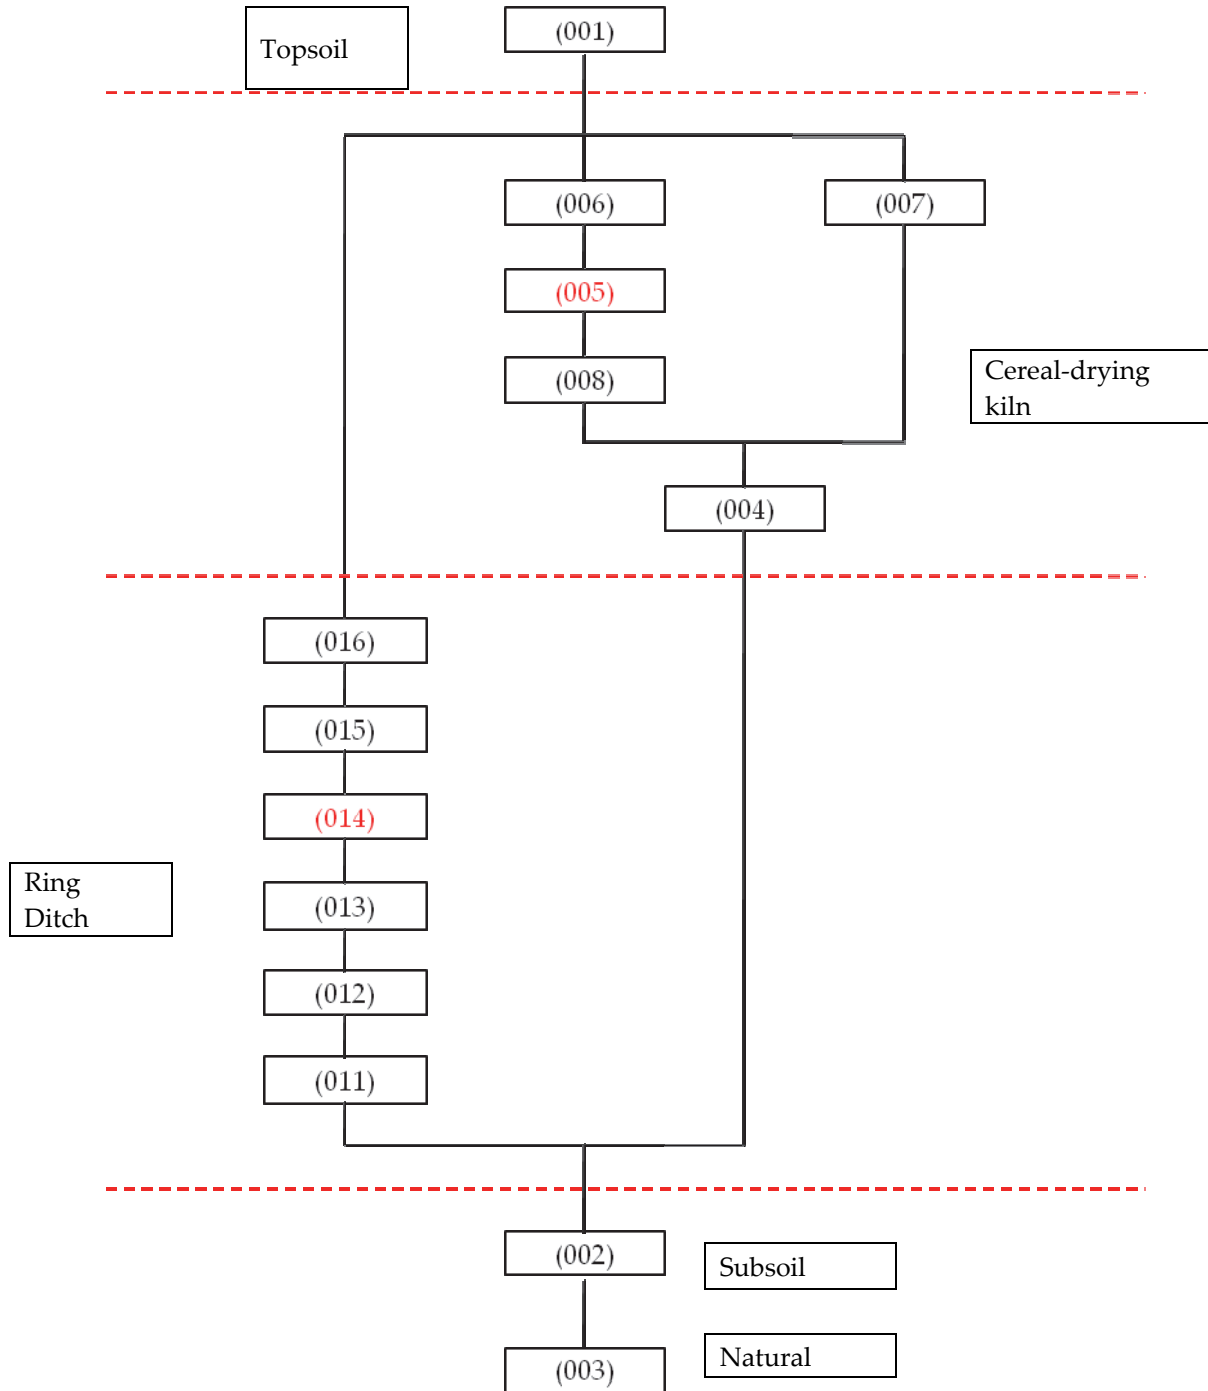 Topsoil
(001)
(006)
(007)
(005)
(008)
Cereal-drying
kiln
(004)
(016)
(015)
(014)
Ring
Ditch
(013)
(012)
(011)
(002)
Subsoil
(003)
Natural